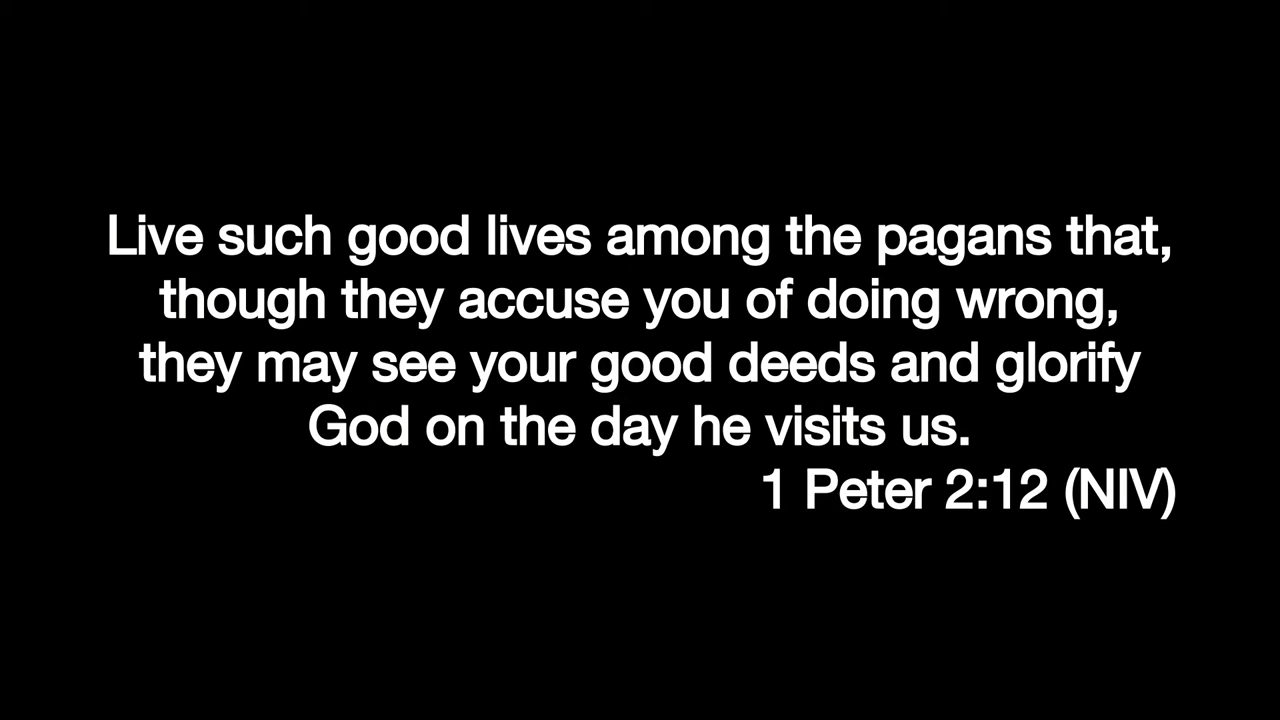 Live such good lives among the pagans that,
though they accuse you of doing wrong,
they may see your good deeds and glorify
God on the day he visits us.
1 Peter 2:12 (NIV)